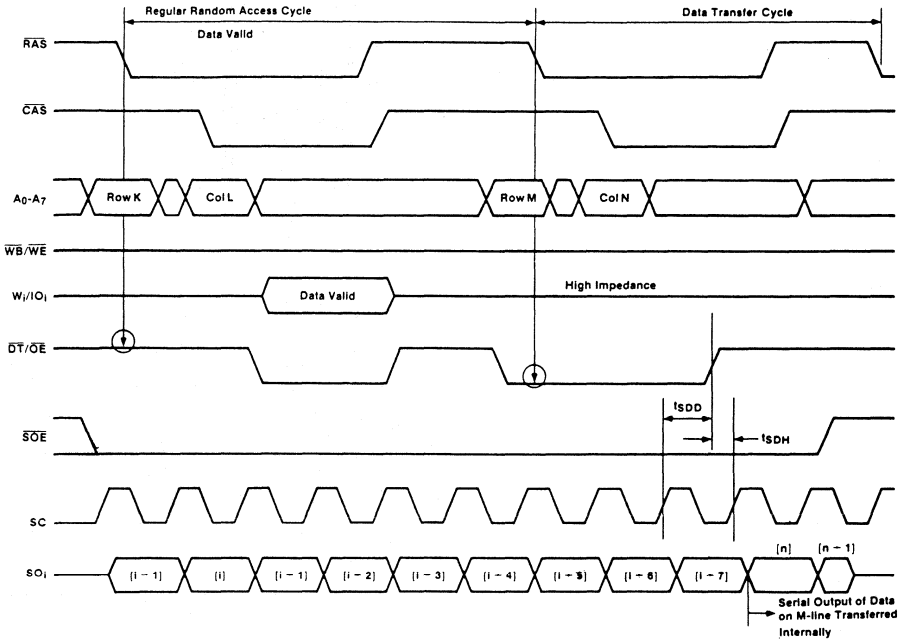 Regular Random Access Cycle
Data Transfer Cycle
Data Valid
RAS
CAS
A0-A7
Row K
Col L
Row M
Col N
WB/WE
Wi/IOi
Data Valid
High Impedance
DT/OE
tSDD
SOE
tSDH
SC
[n]
[n + 1]
SOi
[i - 1]
[i]
[i - 1]
[i - 2]
[i - 3]
[i + 4]
[i + 5]
[i + 6]
[i + 7]
Serial Output of Data
on M-line Transferred
Internally